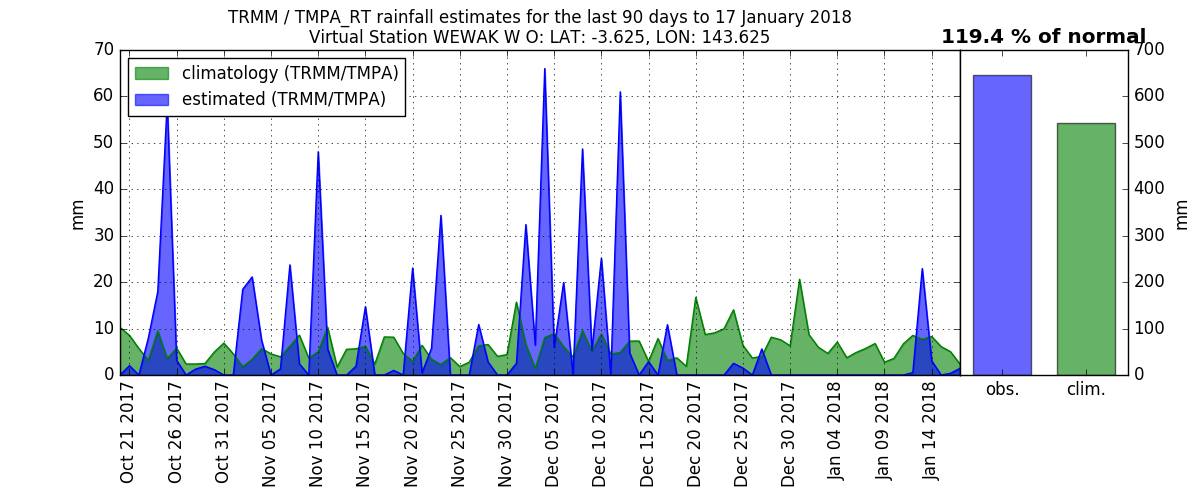 TRMM / TMPA_RT rainfall estimates for the last 90 days to 17 January 2018
Virtual Station WEWAK W O: LAT: -3.625, LON: 143.625
119.4 % of normal
climatology (TRMM/TMPA)
estimated (TRMM/TMPA)
mm
70
60
50
40
30
20
10
0
Oct 21 2017
Oct 26 2017
Oct 31 2017
Nov 05 2017
Nov 10 2017
Nov 15 2017
Nov 20 2017
Nov 25 2017
Nov 30 2017
Dec 05 2017
Dec 10 2017
Dec 15 2017
Dec 20 2017
Dec 25 2017
Dec 30 2017
Jan 04 2018
Jan 09 2018
Jan 14 2018
obs.
clim.
700
600
500
400
300
200
100
0
mm